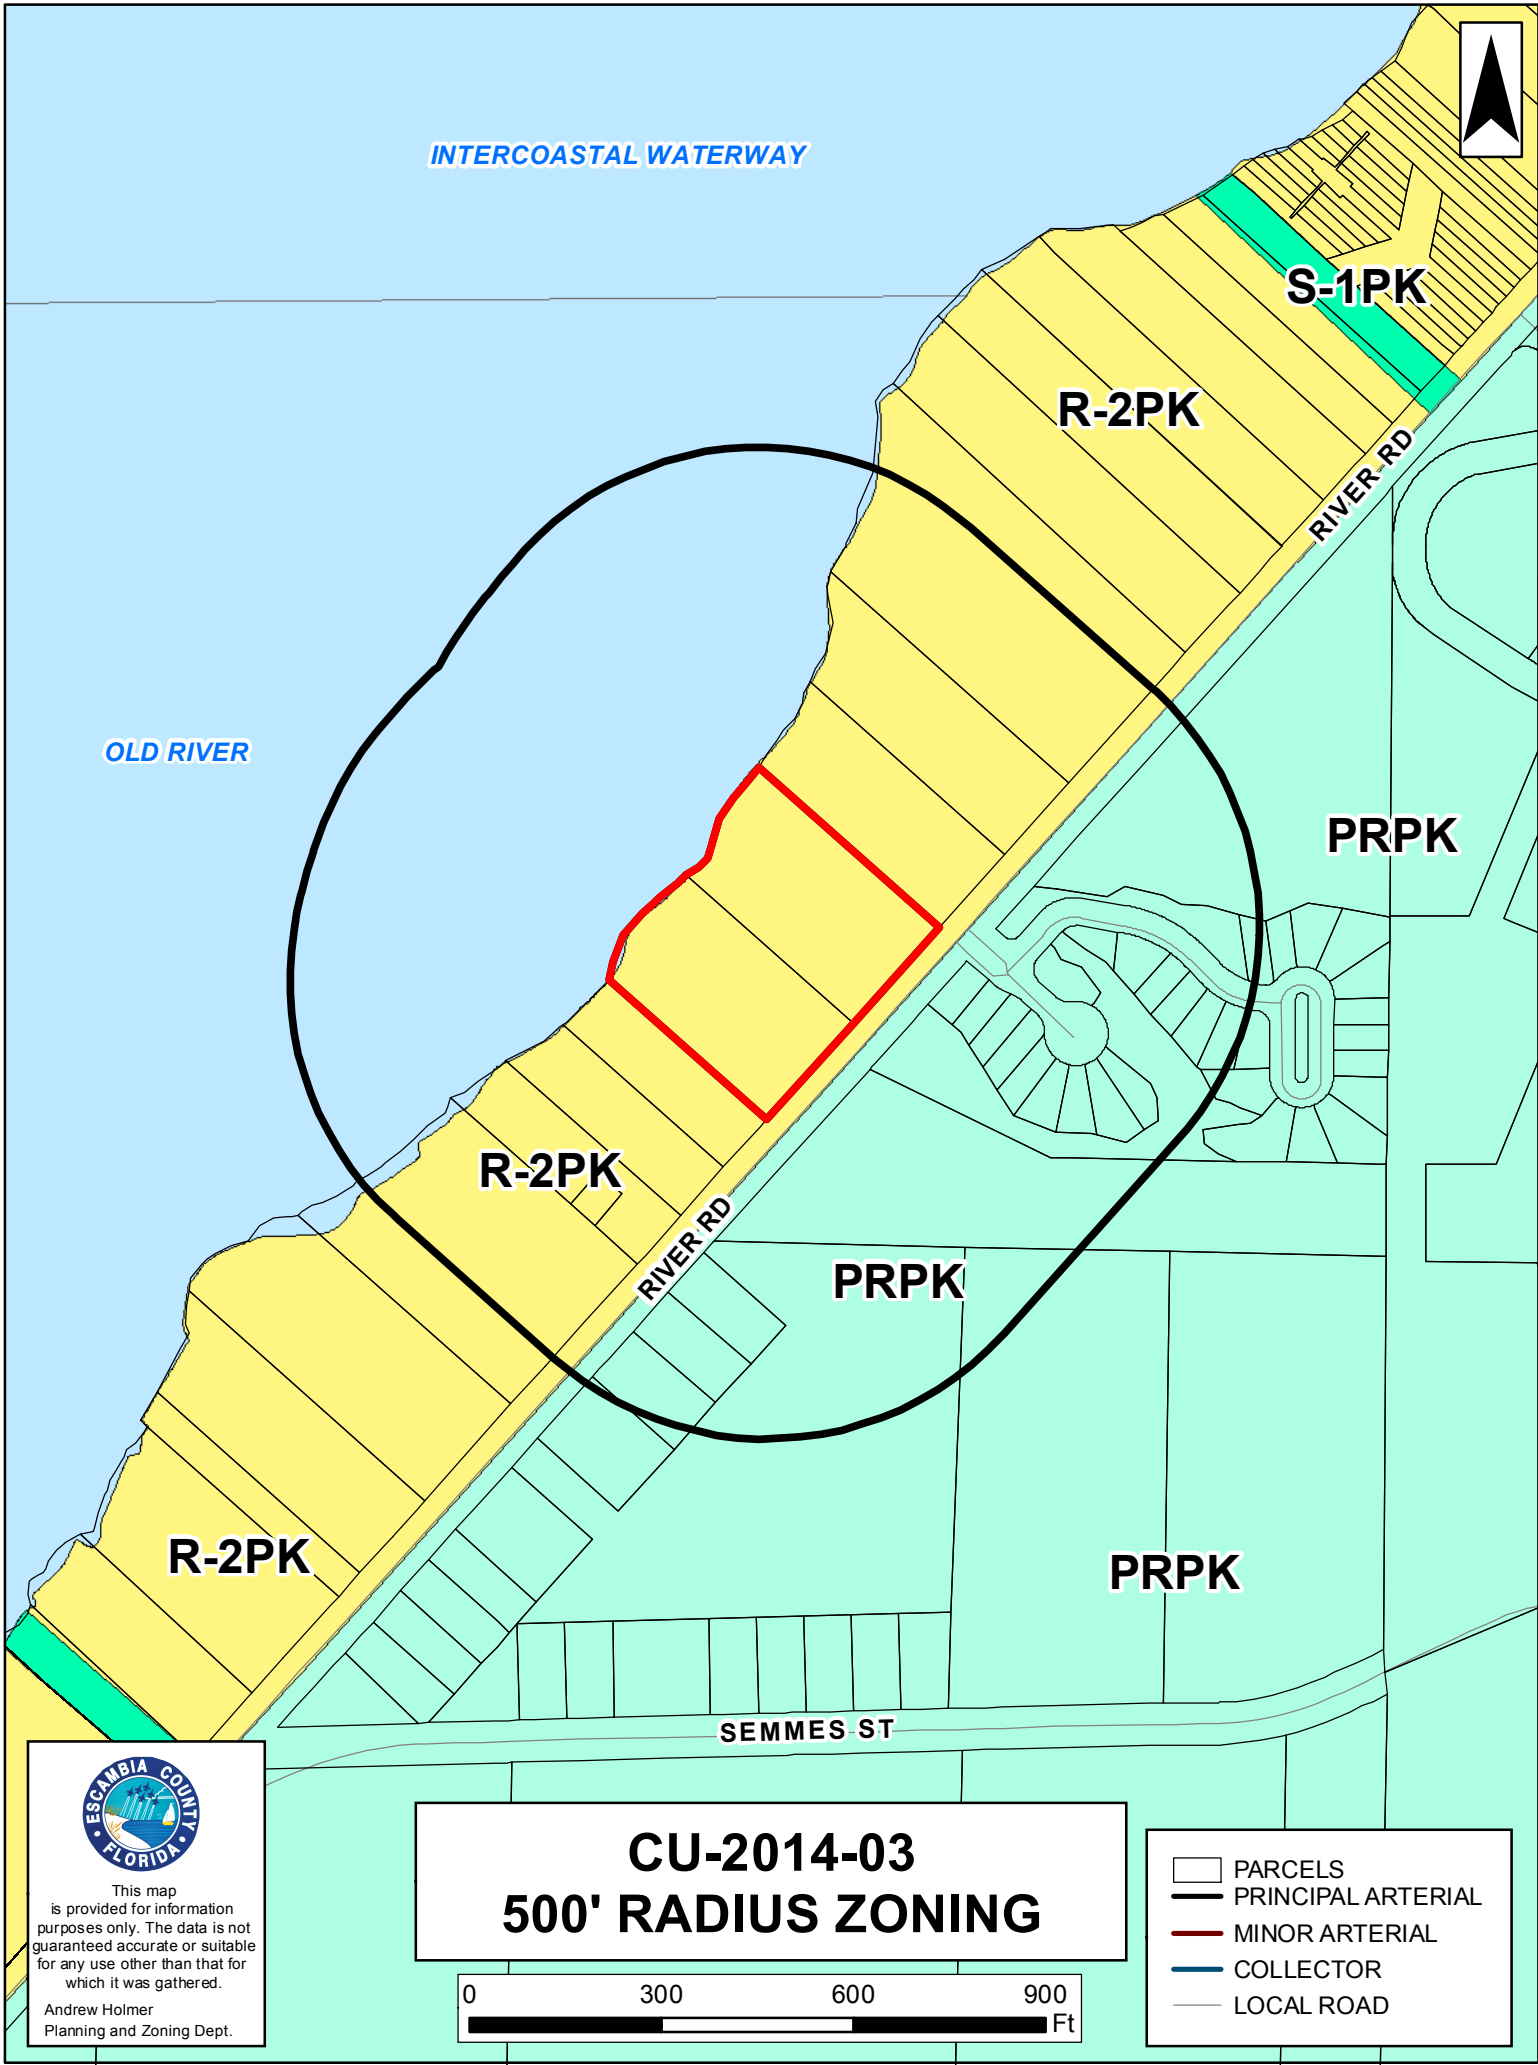 INTERCOASTAL WATERWAY
S-1PK
R-2PK
RIVER RD
OLD RIVER
PRPK
R-2PK
RIVER RD
PRPK
R-2PK
PRPK
SEMMES ST
ESCAMBIA COUNTY
FLORIDA
This map
is provided for information
purposes only. The data is not
guaranteed accurate or suitable
for any use other than that for
which it was gathered.
Andrew Holmer
Planning and Zoning Dept.
CU-2014-03
500' RADIUS ZONING
0 300 600 900
Ft
PARCELS
PRINCIPAL ARTERIAL
MINOR ARTERIAL
COLLECTOR
LOCAL ROAD